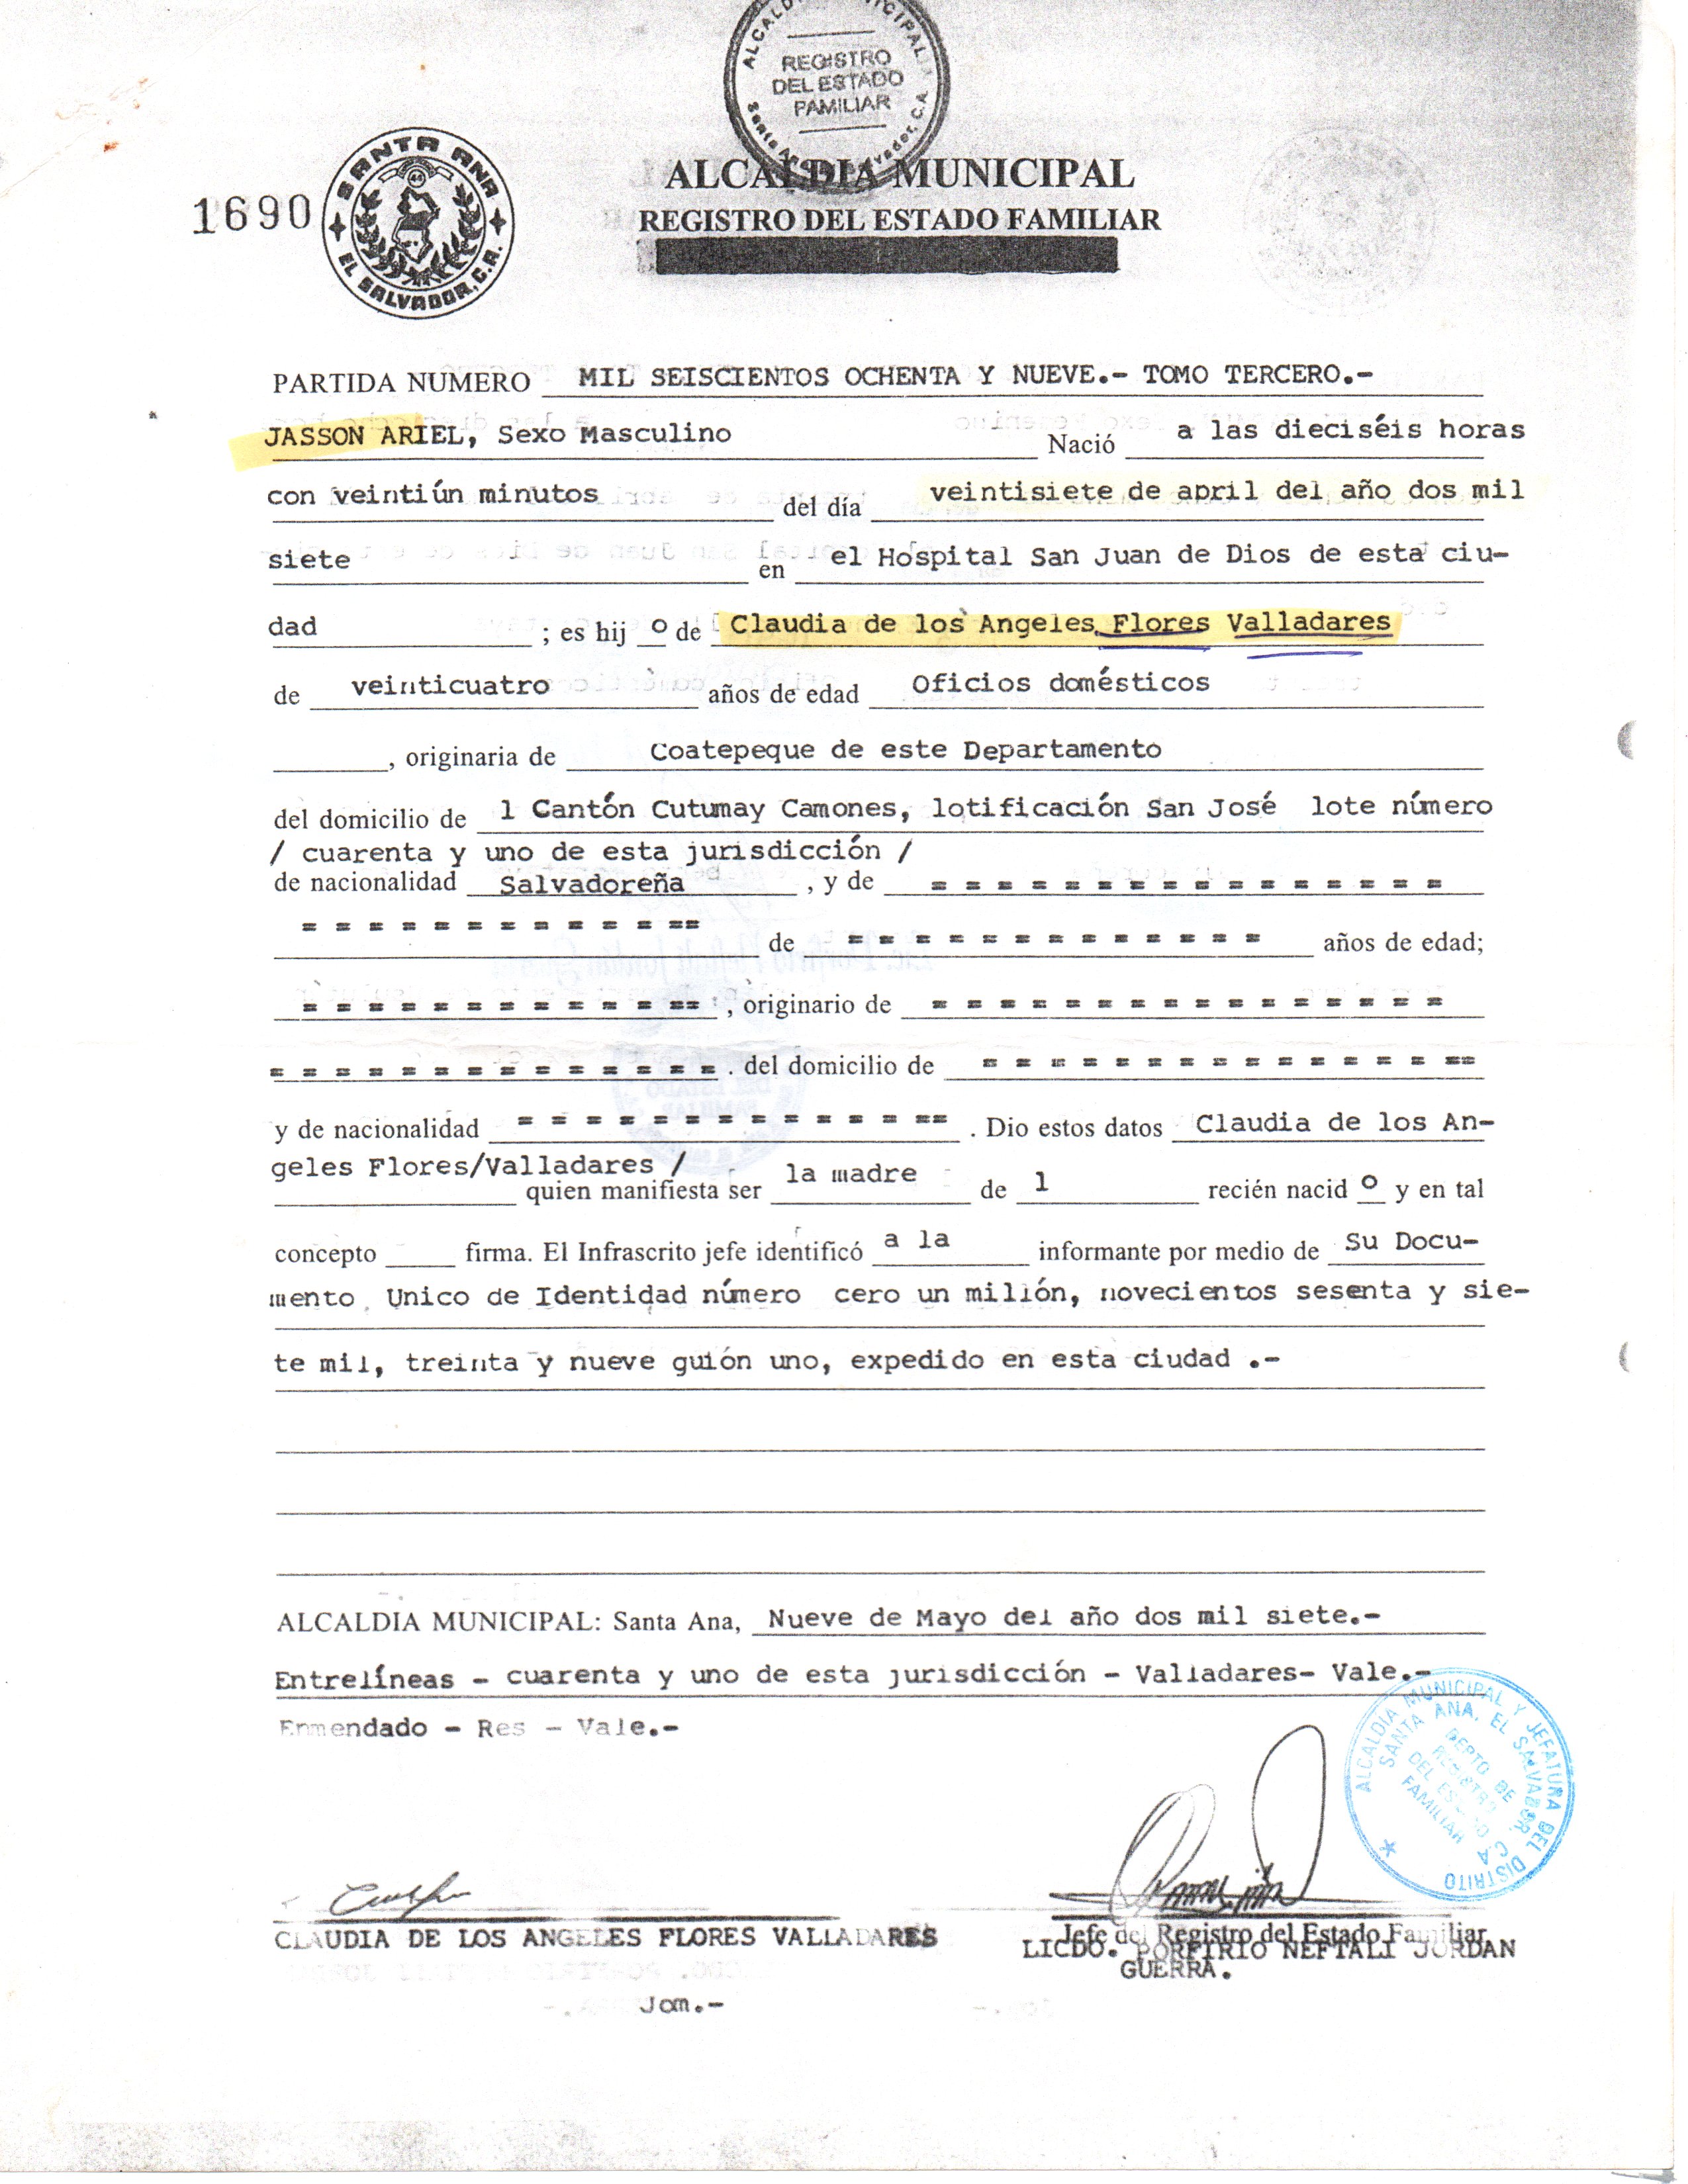 ALCALDIA MUNICIPAL
REGISTRO
DEL ESTADO
FAMILIAR
Santa Ana
C.A.
1690
SANTA ANA
EL SALVADOR, C.A.
ALCALDIA MUNICIPAL
REGISTRO DEL ESTADO FAMILIAR
PARTIDA NUMERO MIL SEISCIENTOS OCHENTA Y NUEVE.- TOMO TERCERO.-
JASSON ARIEL, Sexo Masculino Nació a las dieciséis horas
con veintiún minutos del día veintisiete de april del año dos mil
siete en el Hospital San Juan de Dios de esta ciu-
dad ; es hij o de Claudia de los Angeles Flores Valladares
de veinticuatro años de edad Oficios domésticos
, originaria de Coatepeque de este Departamento
del domicilio de l Cantón Cutumay Camones, lotificación San José lote número
/ cuarenta y uno de esta jurisdicción /
de nacionalidad Salvadoreña , y de = = = = = = = = = = = = = = = =
= = = = = = = = = = = == de == = = = = = = = = = = = = años de edad;
= = = = = = = = = = = == , originario de = = = = = = = = = = = = = = = =
= = = = = = = = = = = = = = . del domicilio de = = = = = = = = = = = = = = ==
y de nacionalidad = = = = = = = = = = = = == . Dio estos datos Claudia de los An-
geles Flores/Valladares /
quien manifiesta ser la madre de l recién nacid o y en tal
concepto firma. El Infrascrito jefe identificó a la informante por medio de Su Docu-
mento Unico de Identidad número cero un millón, novecientos sesenta y sie-
te mil, treinta y nueve guión uno, expedido en esta ciudad .-
ALCALDIA MUNICIPAL: Santa Ana, Nueve de Mayo del año dos mil siete.-
Entrelíneas - cuarenta y uno de esta jurisdicción - Valladares- Vale.-
Enmendado - Res - Vale.-
ALCALDIA MUNICIPAL Y JEFATURA DEL DISTRITO
SANTA ANA, EL SALVADOR, C.A.
DEPTO DE
REGISTRO
DEL ESTADO
FAMILIAR
CLAUDIA DE LOS ANGELES FLORES VALLADARES
Jefe del Registro del Estado Familiar
LICDO. PORFIRIO NEFTALI JORDAN
GUERRA.
Jom.-